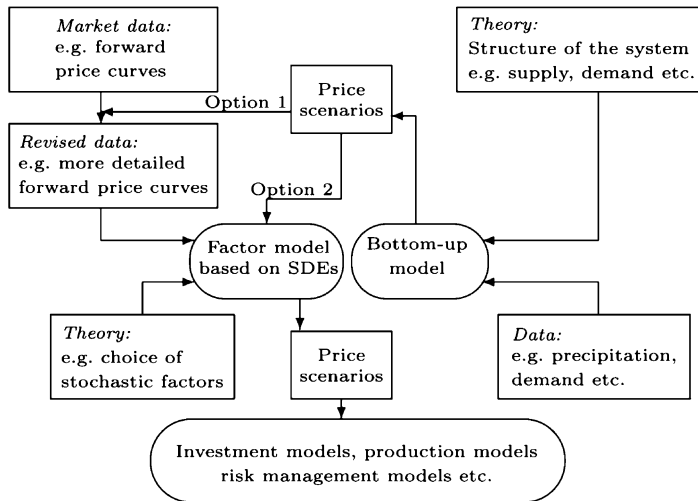 Market data:
e.g. forward
price curves
Theory:
Structure of the system
e.g. supply, demand etc.
Option 1
Price
scenarios
Revised data:
e.g. more detailed
forward price curves
Option 2
Factor model
based on SDEs
Bottom-up
model
Theory:
e.g. choice of
stochastic factors
Price
scenarios
Data:
e.g. precipitation,
demand etc.
Investment models, production models
risk management models etc.